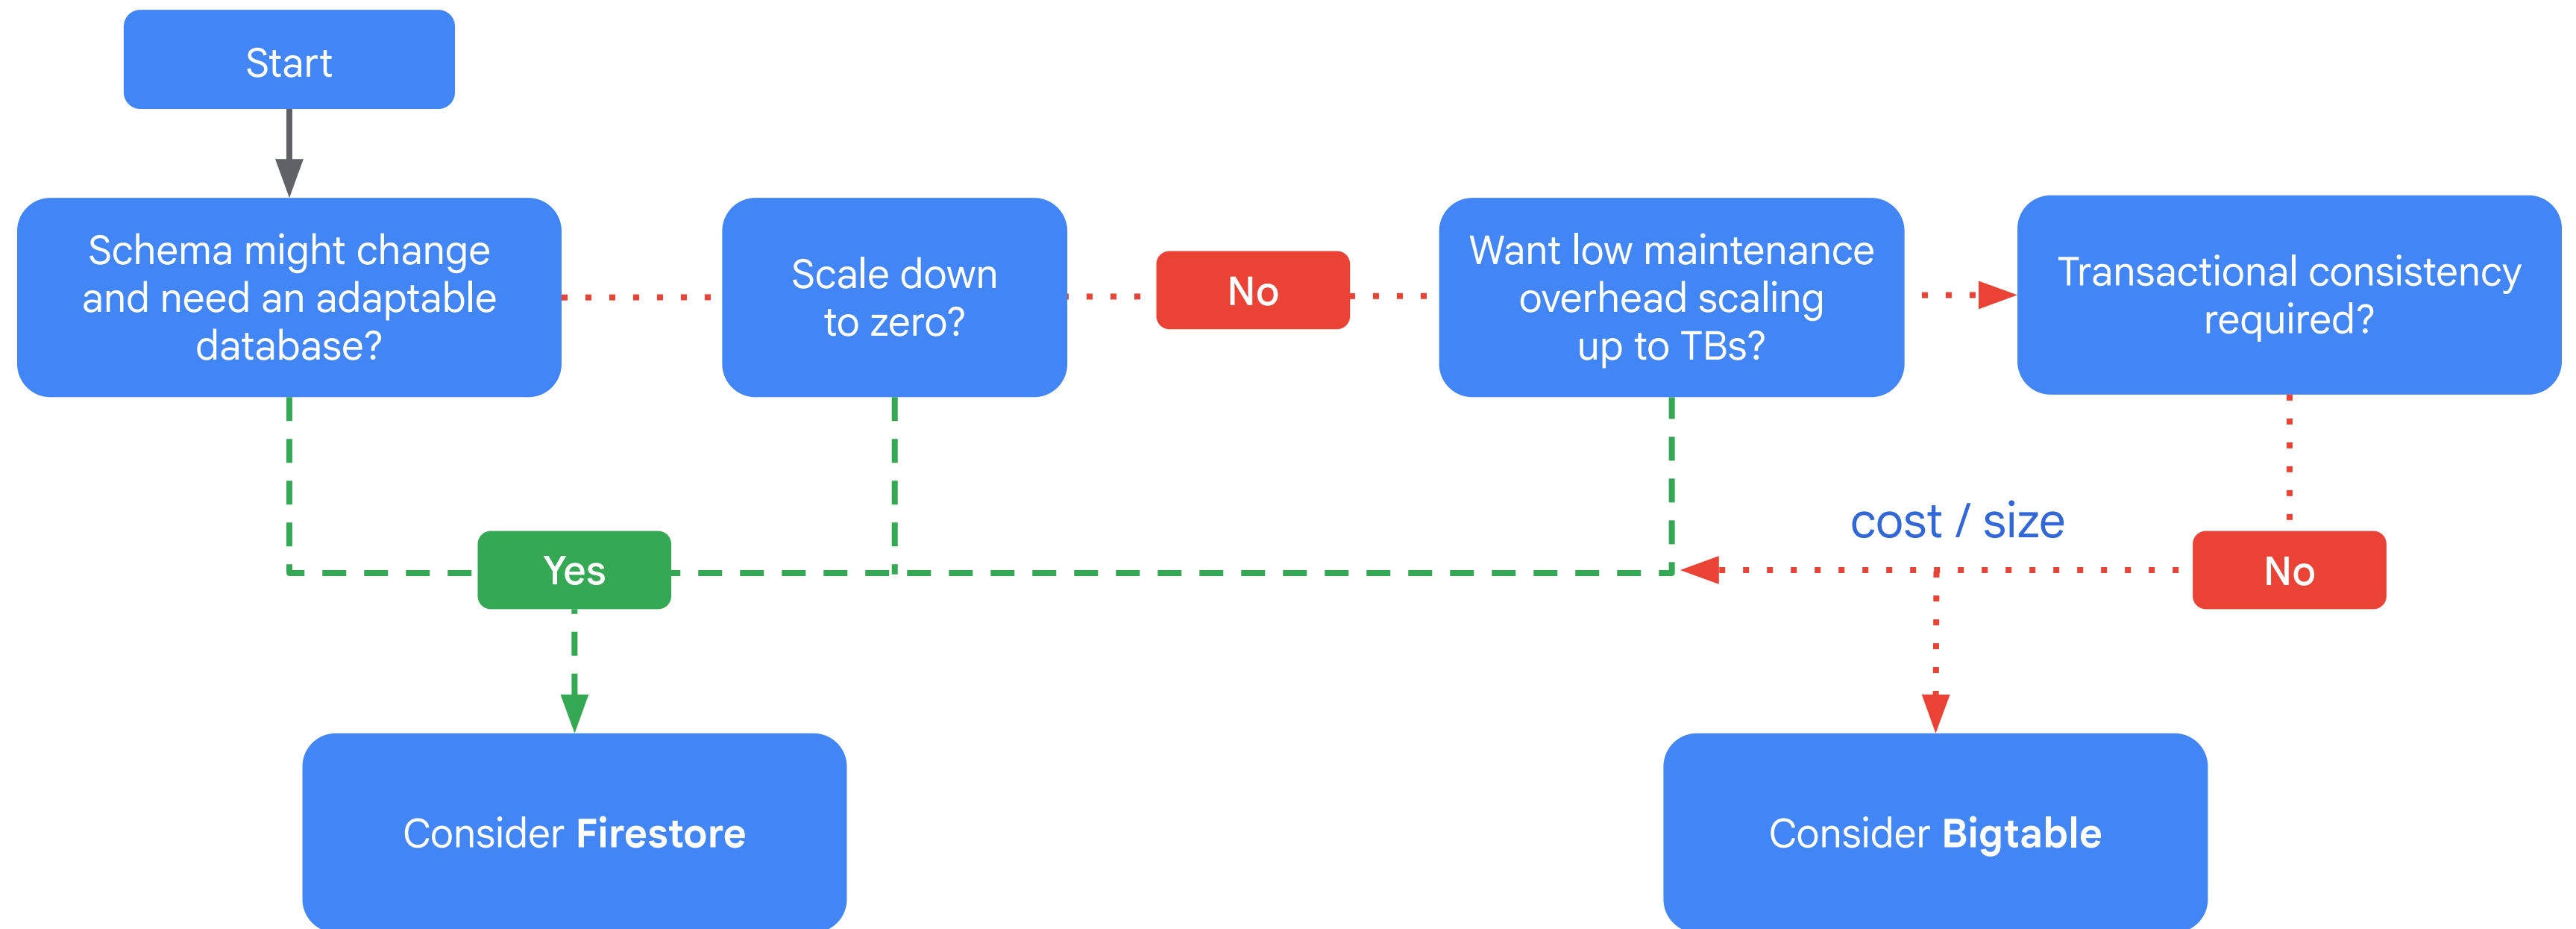 Start
Schema might change
and need an adaptable
database?
Scale down
to zero?
No
Want low maintenance
overhead scaling
up to TBs?
Transactional consistency
required?
cost / size
Yes
No
Consider Firestore
Consider Bigtable